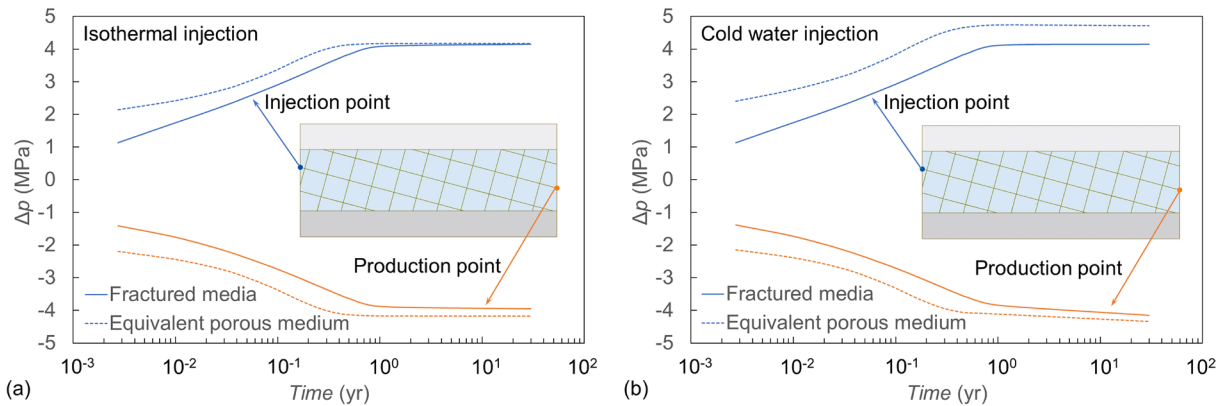 Isothermal injection
5
4
3
2
1
0
-1
-2
-3
-4
-5
Δp (MPa)
Injection point
Production point
Fractured media
Equivalent porous medium
10-3
10-2
10-1
100
101
102
Time (yr)
(a)
Cold water injection
5
4
3
2
1
0
-1
-2
-3
-4
-5
Δp (MPa)
Injection point
Production point
Fractured media
Equivalent porous medium
10-3
10-2
10-1
100
101
102
Time (yr)
(b)